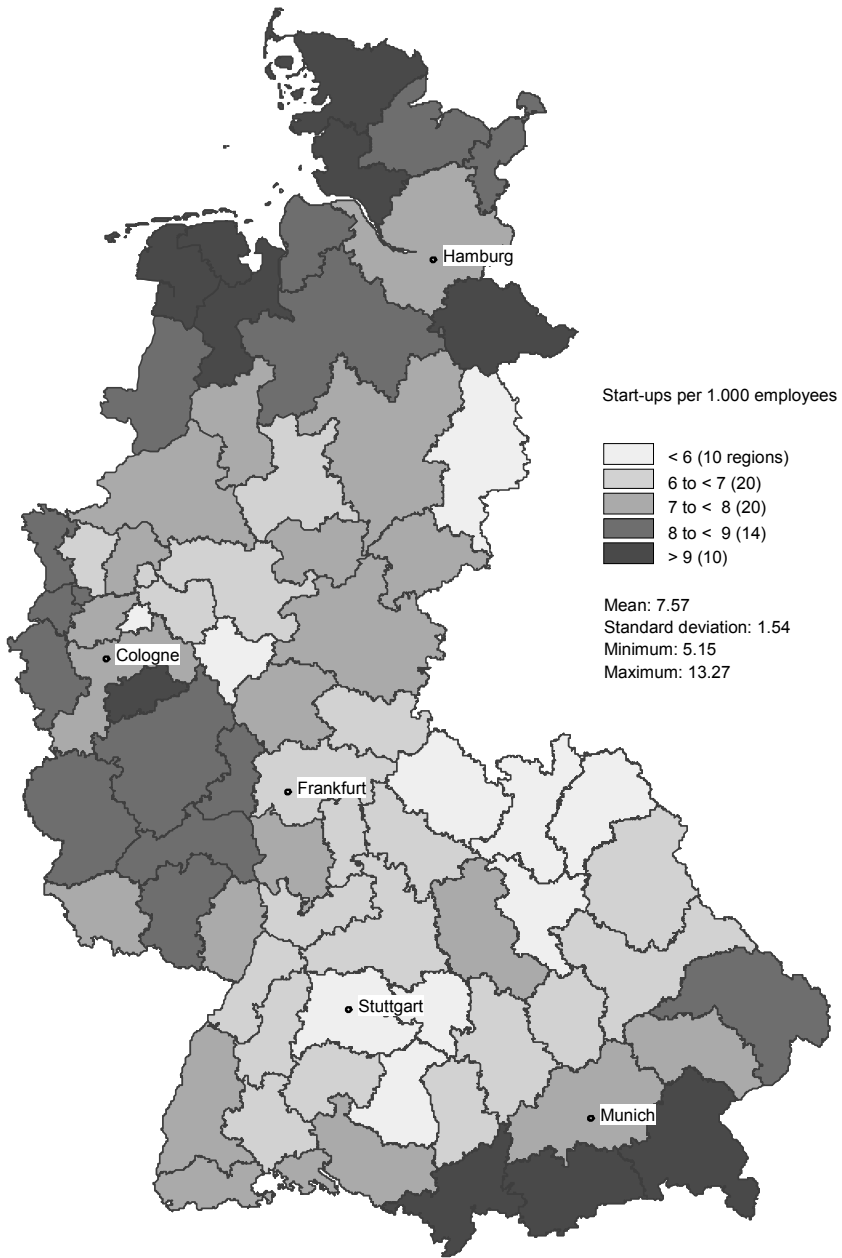 Hamburg
Start-ups per 1.000 employees
< 6 (10 regions)
6 to < 7 (20)
7 to < 8 (20)
8 to < 9 (14)
> 9 (10)
Mean: 7.57
Standard deviation: 1.54
Minimum: 5.15
Maximum: 13.27
Cologne
Frankfurt
Stuttgart
Munich